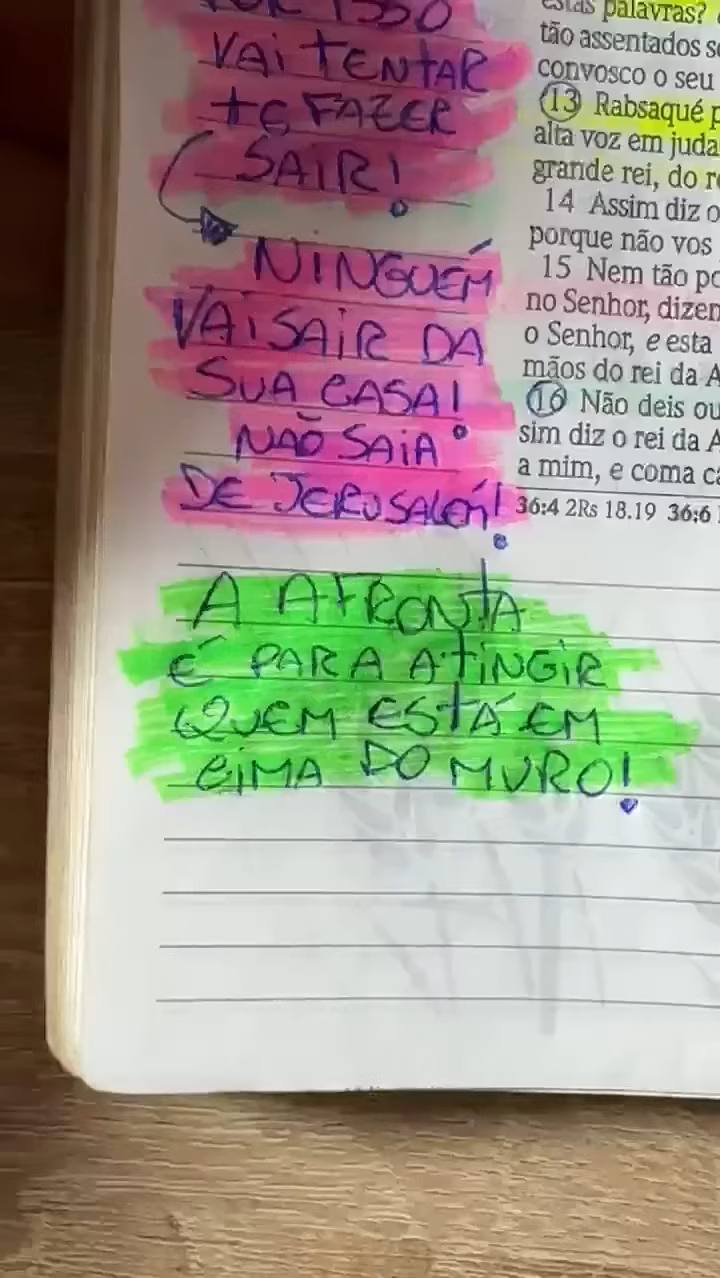 POR ISSO
VAI TENTAR
TE FAZER
SAIR!
NINGUÉM
VAI SAIR DA
SUA CASA!
NÃO SAIA
DE JERUSALÉM!
A AFRONTA
É PARA ATINGIR
QUEM ESTÁ EM
CIMA DO MURO!
estas palavras?
tão assentados s
convosco o seu
13 Rabsaqué p
alta voz em juda
grande rei, do r
14 Assim diz o
porque não vos
15 Nem tão po
no Senhor, dizen
o Senhor, e esta
mãos do rei da A
16 Não deis ou
sim diz o rei da A
a mim, e coma ca
36:4 2Rs 18.19 36:6